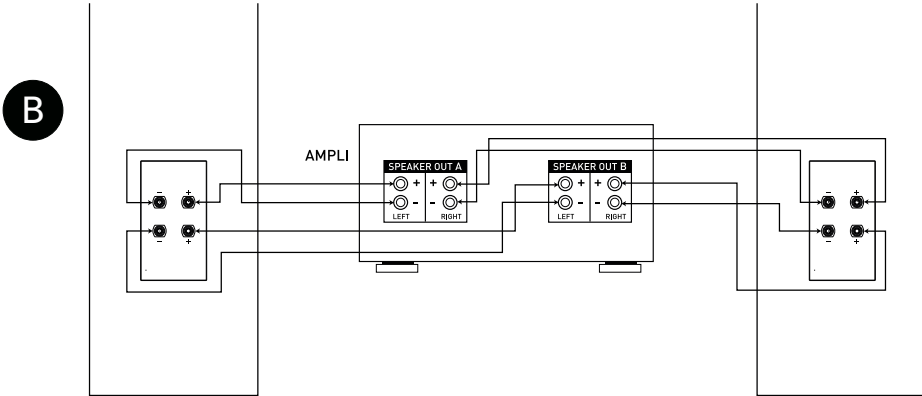 B
AMPLI
SPEAKER OUT A
SPEAKER OUT B
+ +
- -
LEFT RIGHT
+ +
- -
LEFT RIGHT
- +
- +
- +
- +